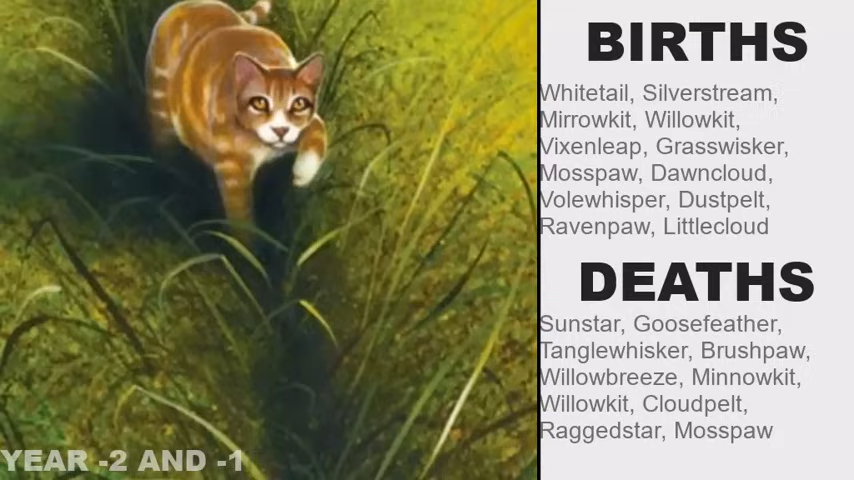 BIRTHS
Whitetail, Silverstream,
Mirrowkit, Willowkit,
Vixenleap, Grasswisker,
Mosspaw, Dawncloud,
Volewhisper, Dustpelt,
Ravenpaw, Littlecloud
DEATHS
Sunstar, Goosefeather,
Tanglewhisker, Brushpaw,
Willowbreeze, Minnowkit,
Willowkit, Cloudpelt,
Raggedstar, Mosspaw
YEAR -2 AND -1